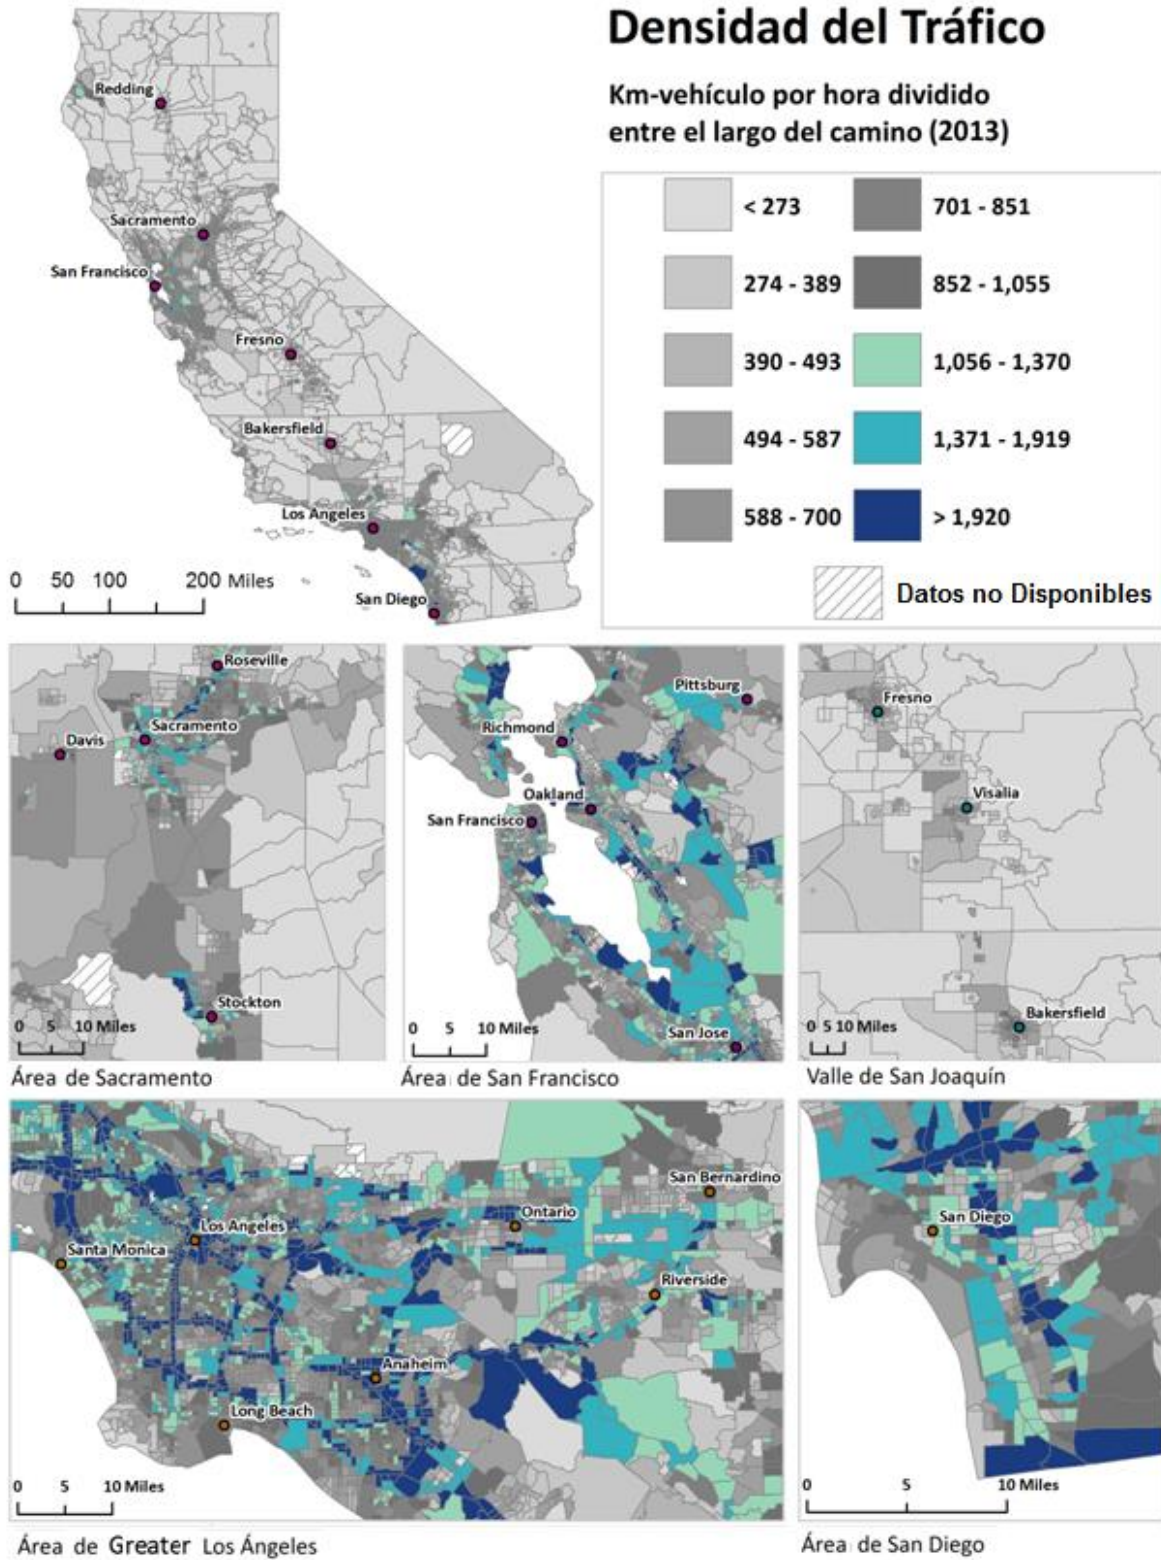 Densidad del Tráfico
Km-vehículo por hora dividido
entre el largo del camino (2013)
< 273
274 - 389
390 - 493
494 - 587
588 - 700
701 - 851
852 - 1,055
1,056 - 1,370
1,371 - 1,919
> 1,920
Datos no Disponibles
Redding
Sacramento
San Francisco
Fresno
Bakersfield
Los Angeles
San Diego
0 50 100 200 Miles
Roseville
Sacramento
Davis
Stockton
0 5 10 Miles
Área de Sacramento
Pittsburg
Richmond
Oakland
San Francisco
San Jose
0 5 10 Miles
Área de San Francisco
Fresno
Visalia
Bakersfield
0 5 10 Miles
Valle de San Joaquín
San Bernardino
Ontario
Los Angeles
Santa Monica
Riverside
Anaheim
Long Beach
0 5 10 Miles
Área de Greater Los Ángeles
San Diego
0 5 10 Miles
Área de San Diego